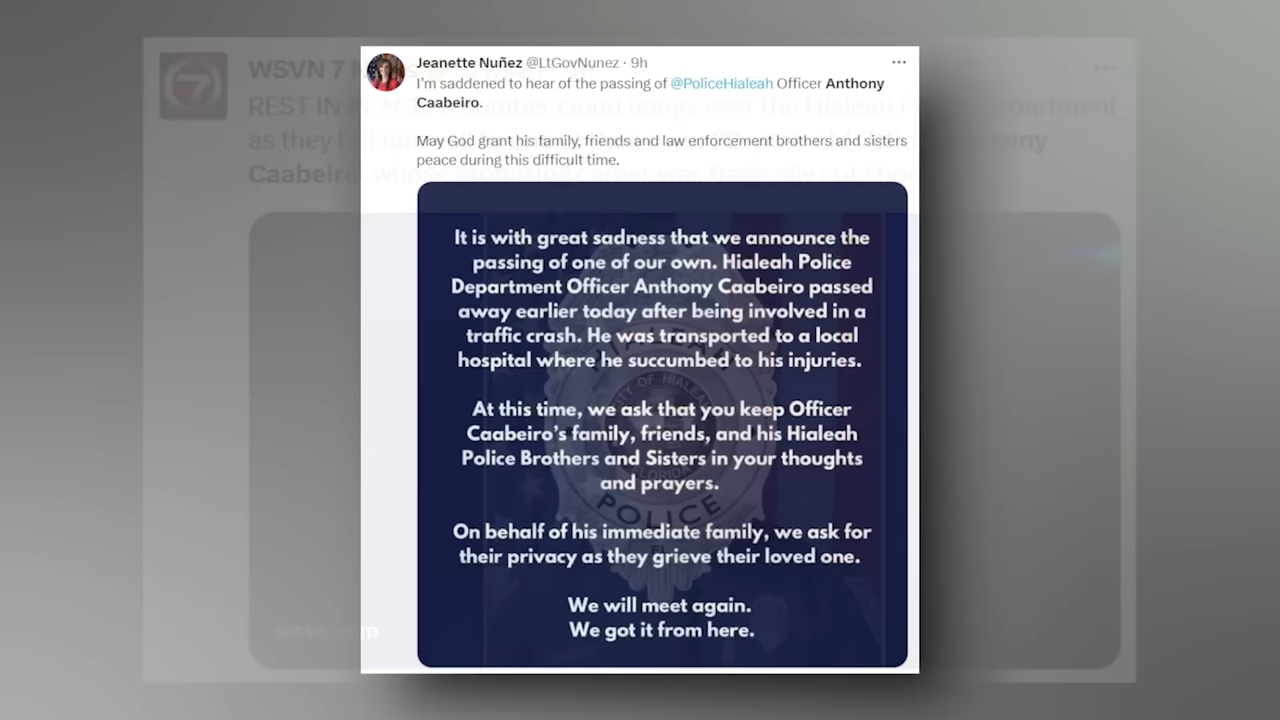 Jeanette Nuñez @LtGovNunez · 9h
I'm saddened to hear of the passing of @PoliceHialeah Officer Anthony
Caabeiro.
May God grant his family, friends and law enforcement brothers and sisters
peace during this difficult time.
It is with great sadness that we announce the
passing of one of our own. Hialeah Police
Department Officer Anthony Caabeiro passed
away earlier today after being involved in a
traffic crash. He was transported to a local
hospital where he succumbed to his injuries.
At this time, we ask that you keep Officer
Caabeiro's family, friends, and his Hialeah
Police Brothers and Sisters in your thoughts
and prayers.
On behalf of his immediate family, we ask for
their privacy as they grieve their loved one.
We will meet again.
We got it from here.
POLICE
WSVN 7
REST IN
as they
Caabeiro